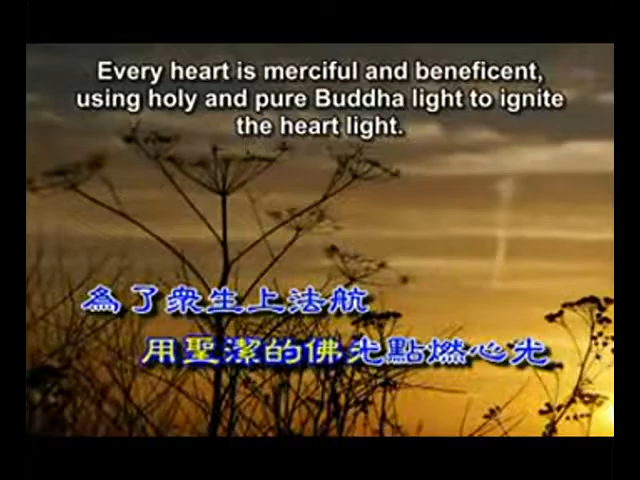 Every heart is merciful and beneficent,
using holy and pure Buddha light to ignite
the heart light.
為了衆生上法航
用聖潔的佛光點燃心光